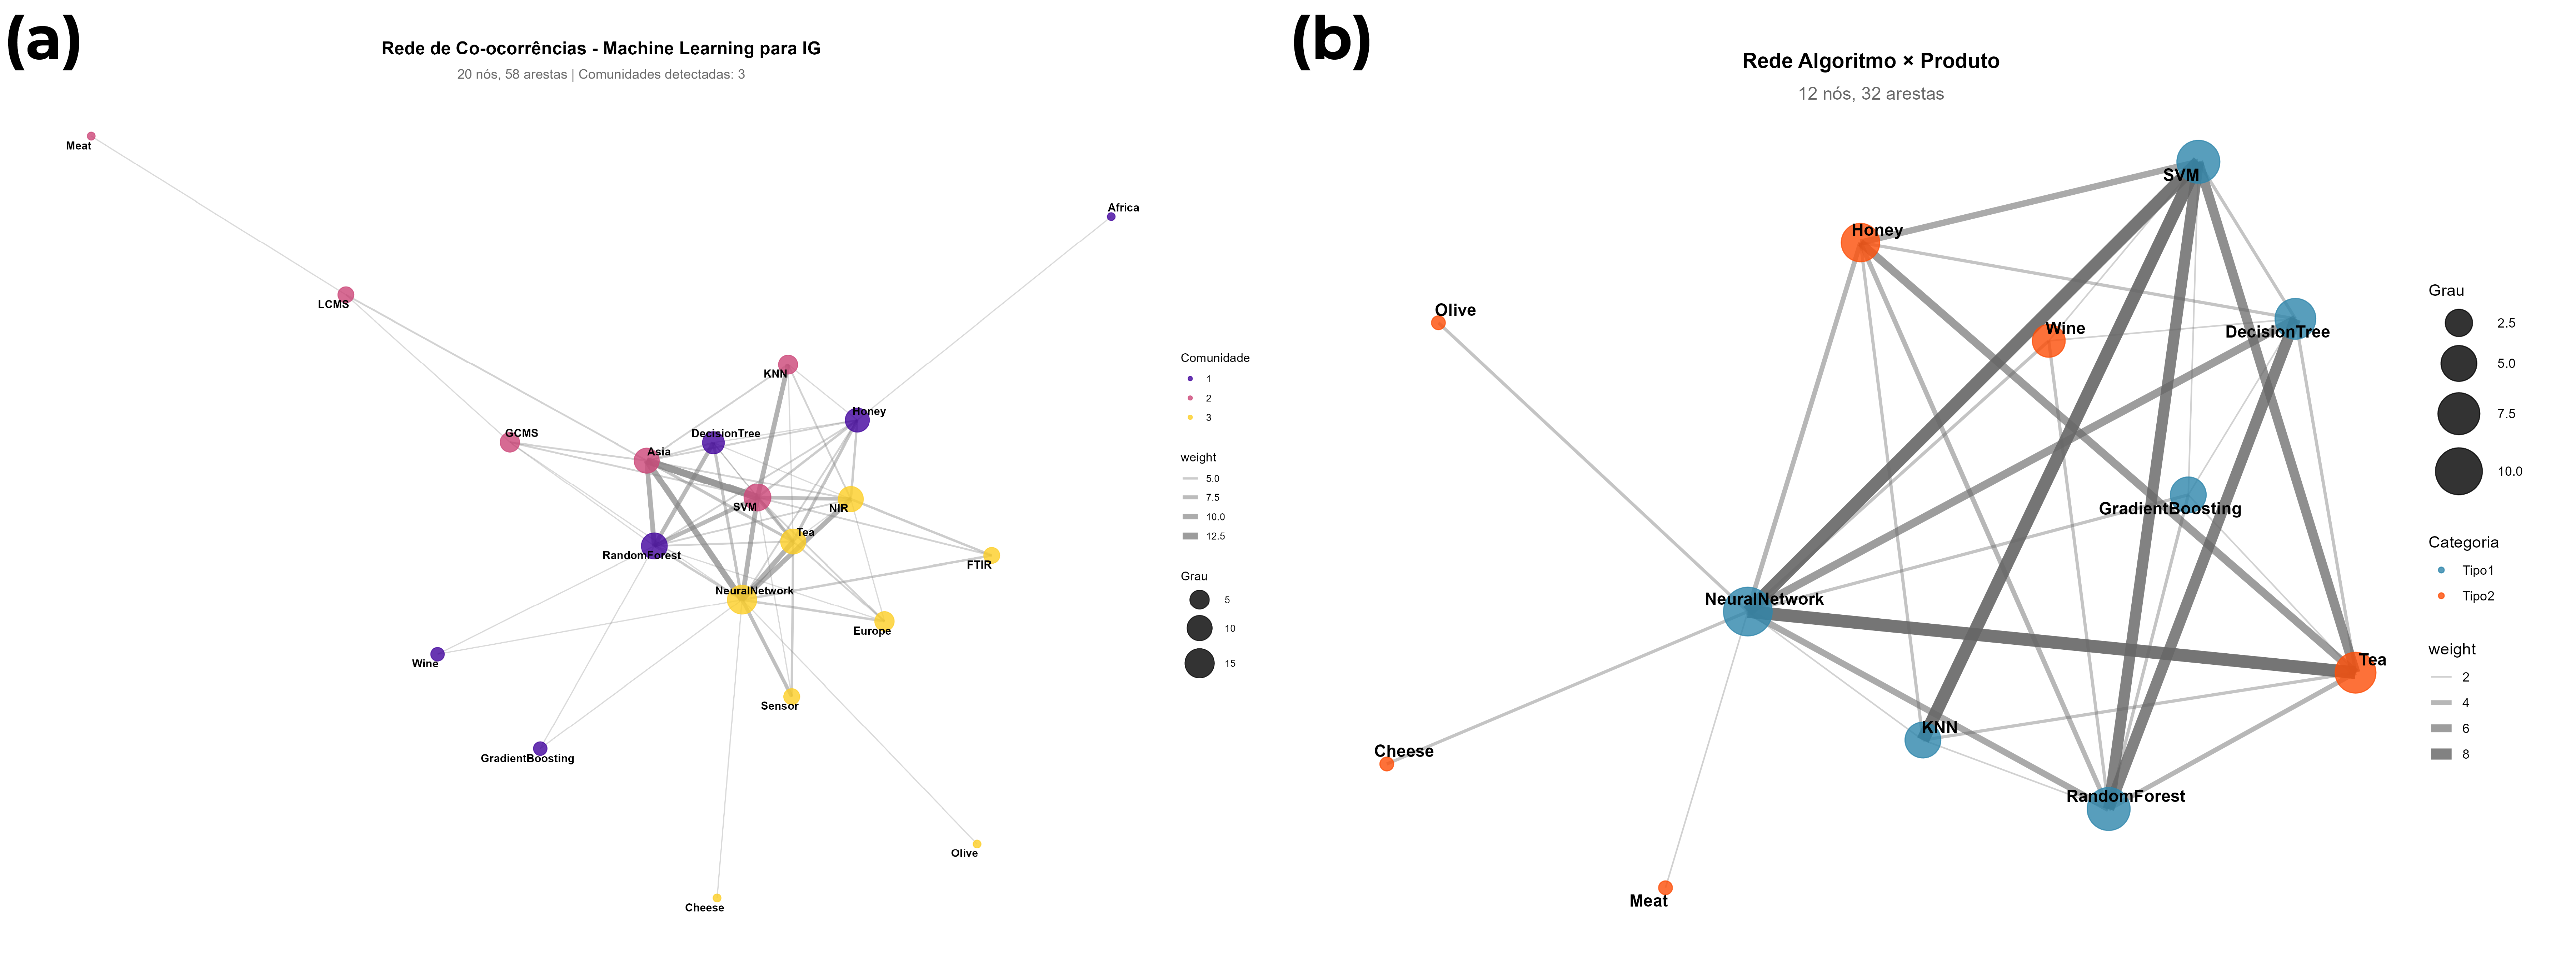 (a)
Rede de Co-ocorrências - Machine Learning para IG
20 nós, 58 arestas | Comunidades detectadas: 3
Meat
Africa
LCMS
KNN
Honey
DecisionTree
GCMS
Asia
SVM
NIR
Tea
RandomForest
FTIR
NeuralNetwork
Europe
Wine
Sensor
GradientBoosting
Olive
Cheese
Comunidade
1
2
3
weight
5.0
7.5
10.0
12.5
Grau
5
10
15
(b)
Rede Algoritmo × Produto
12 nós, 32 arestas
SVM
Honey
Olive
Wine
DecisionTree
GradientBoosting
NeuralNetwork
Tea
KNN
Cheese
RandomForest
Meat
Grau
2.5
5.0
7.5
10.0
Categoria
Tipo1
Tipo2
weight
2
4
6
8